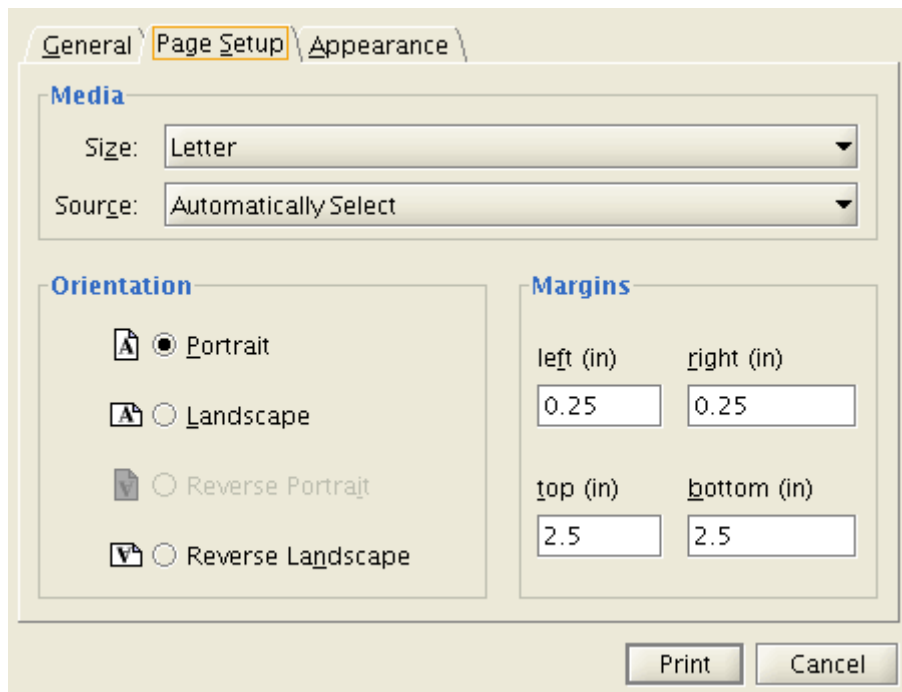 General Page Setup Appearance
Media
Size: Letter
Source: Automatically Select
Orientation
Portrait
Landscape
Reverse Portrait
Reverse Landscape
Margins
left (in) right (in)
0.25 0.25
top (in) bottom (in)
2.5 2.5
Print Cancel